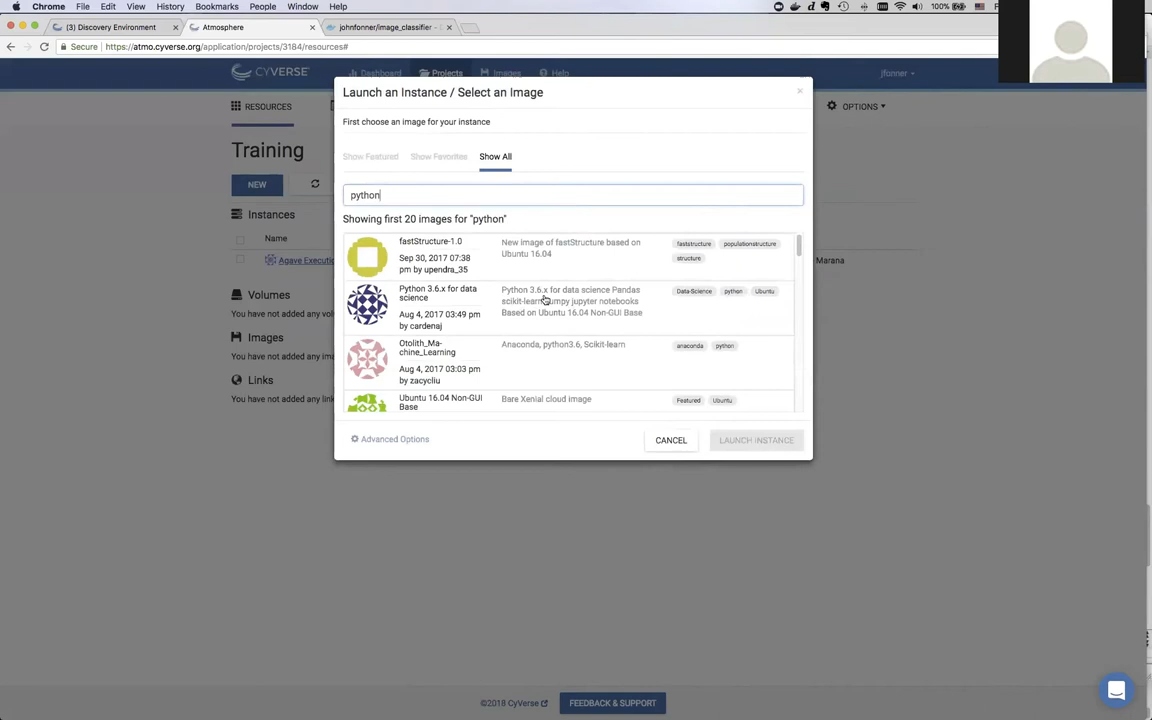 Chrome File Edit View History Bookmarks People Window Help 100%
(3) Discovery Environment × Atmosphere × johnfonner/image_classifier - ×
Secure https://atmo.cyverse.org/application/projects/3184/resources#
CYVERSE Dashboard Projects Images Help jfonner
RESOURCES OPTIONS
Training
NEW
Instances
Name
Agave Executi Marana
Volumes
You have not added any vol
Images
You have not added any ima
Links
You have not added any link
Launch an Instance / Select an Image ×
First choose an image for your instance
Show Featured Show Favorites Show All
python
Showing first 20 images for "python"
fastStructure-1.0
Sep 30, 2017 07:38
pm by upendra_35
New image of fastStructure based on
Ubuntu 16.04
faststructure populationstructure
structure
Python 3.6.x for data
science
Aug 4, 2017 03:49 pm
by cardenaj
Python 3.6.x for data science Pandas
jupyter notebooks
Based on Ubuntu 16.04 Non-GUI Base
Data-Science python Ubuntu
Otolith_Ma-
chine_Learning
Aug 4, 2017 03:03 pm
by zacycliu
Anaconda, python3.6, Scikit-learn
anaconda python
Ubuntu 16.04 Non-GUI
Base
Bare Xenial cloud image
Featured Ubuntu
Advanced Options CANCEL LAUNCH INSTANCE
©2018 CyVerse FEEDBACK & SUPPORT